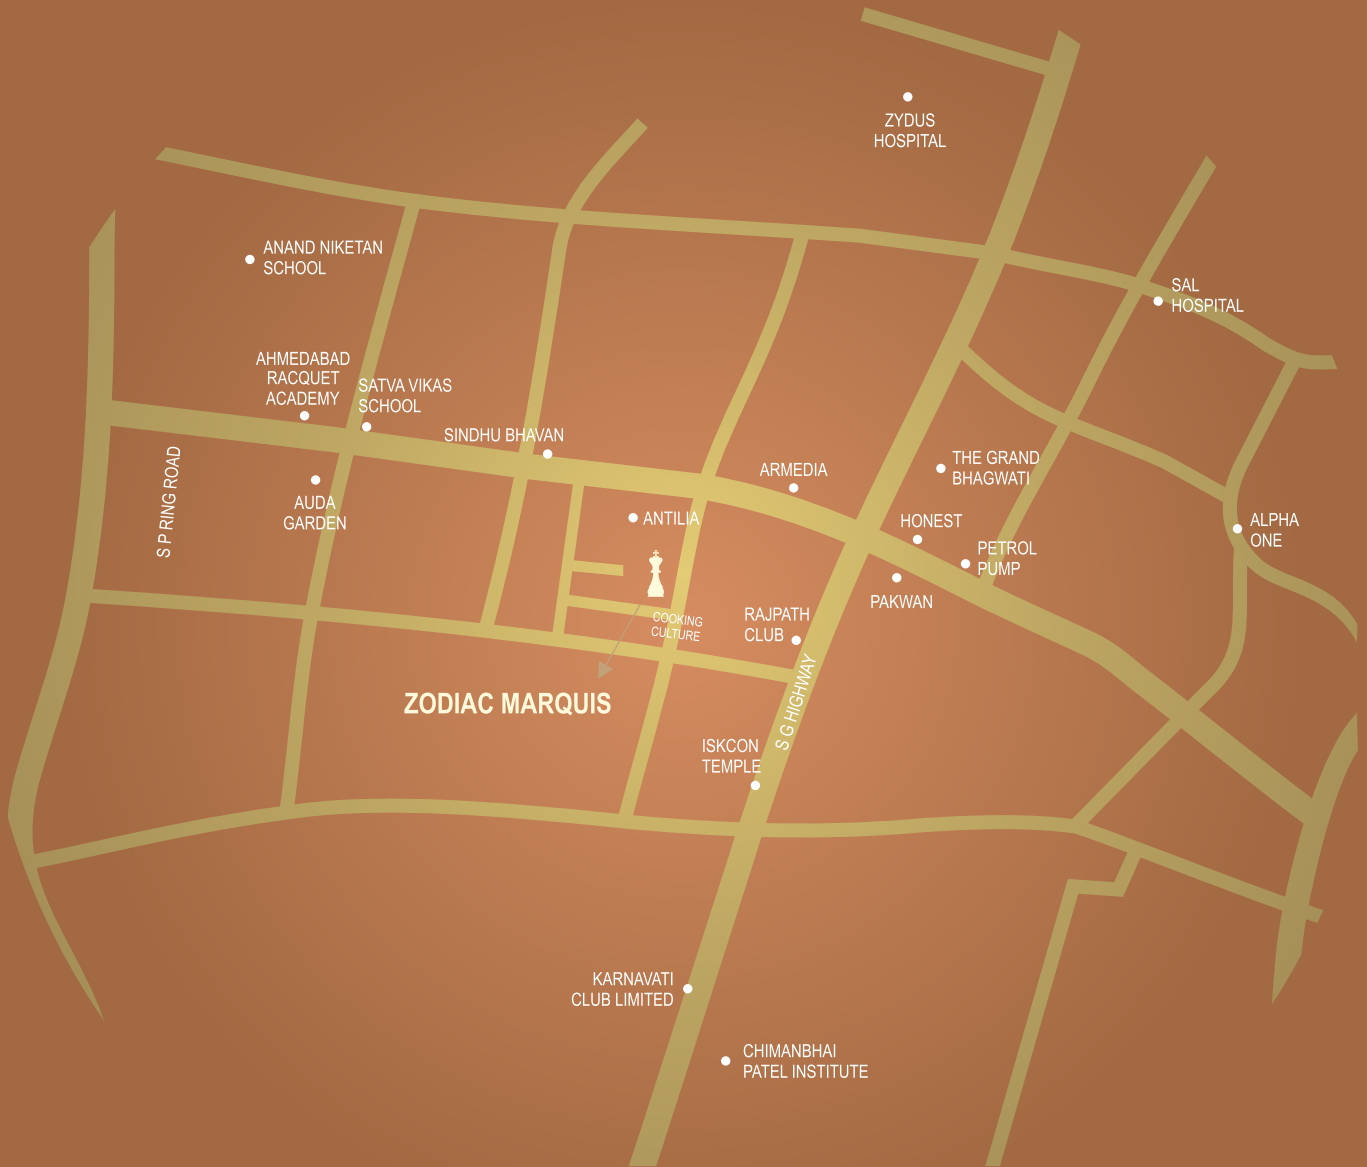 ZYDUS
HOSPITAL
ANAND NIKETAN
SCHOOL
SAL
HOSPITAL
AHMEDABAD
RACQUET
ACADEMY
SATVA VIKAS
SCHOOL
SINDHU BHAVAN
ARMEDIA
THE GRAND
BHAGWATI
S P RING ROAD
AUDA
GARDEN
ANTILIA
HONEST
ALPHA
ONE
PETROL
PUMP
PAKWAN
COOKING
CULTURE
RAJPATH
CLUB
ZODIAC MARQUIS
S G HIGHWAY
ISKCON
TEMPLE
KARNAVATI
CLUB LIMITED
CHIMANBHAI
PATEL INSTITUTE